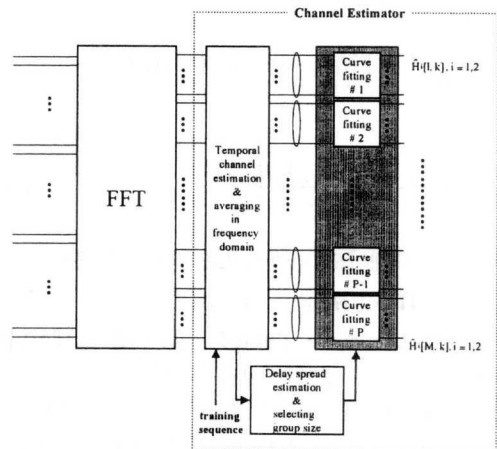 Channel Estimator
FFT
Temporal
channel
estimation
&
averaging
in
frequency
domain
Curve
fitting
# 1
Curve
fitting
# 2
Curve
fitting
# P-1
Curve
fitting
# P
Ĥi[1, k], i = 1,2
Ĥi[M, k], i = 1,2
Delay spread
estimation
&
selecting
group size
training
sequence